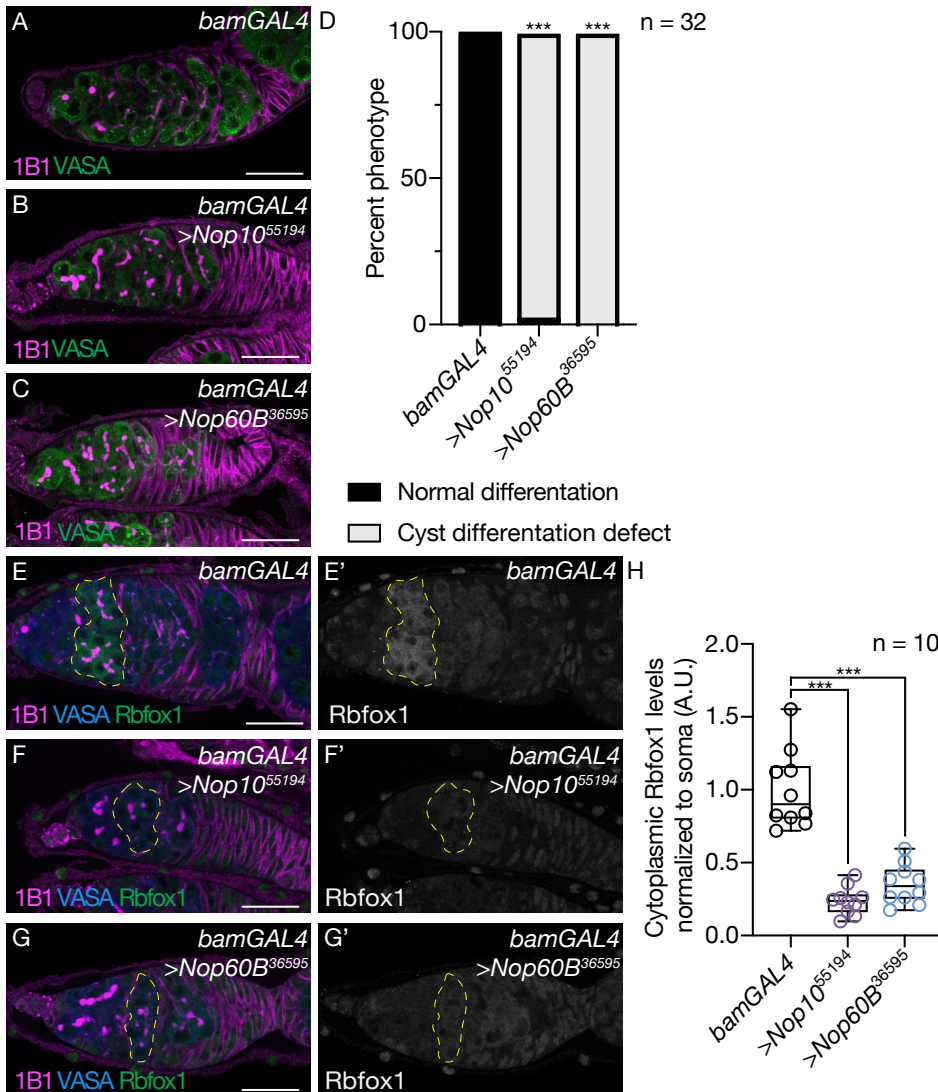 A
bamGAL4
1B1 VASA
B
bamGAL4
>Nop10^55194
1B1 VASA
C
bamGAL4
>Nop60B^36595
1B1 VASA
D
n = 32
*** ***
100
50
0
Percent phenotype
bamGAL4
>Nop10^55194
>Nop60B^36595
Normal differentation
Cyst differentation defect
E
bamGAL4
1B1 VASA Rbfox1
E'
bamGAL4
Rbfox1
F
bamGAL4
>Nop10^55194
1B1 VASA Rbfox1
F'
bamGAL4
>Nop10^55194
Rbfox1
G
bamGAL4
>Nop60B^36595
1B1 VASA Rbfox1
G'
bamGAL4
>Nop60B^36595
Rbfox1
H
n = 10
***
***
2.0
1.5
1.0
0.5
0.0
Cytoplasmic Rbfox1 levels
normalized to soma (A.U.)
bamGAL4
>Nop10^55194
>Nop60B^36595